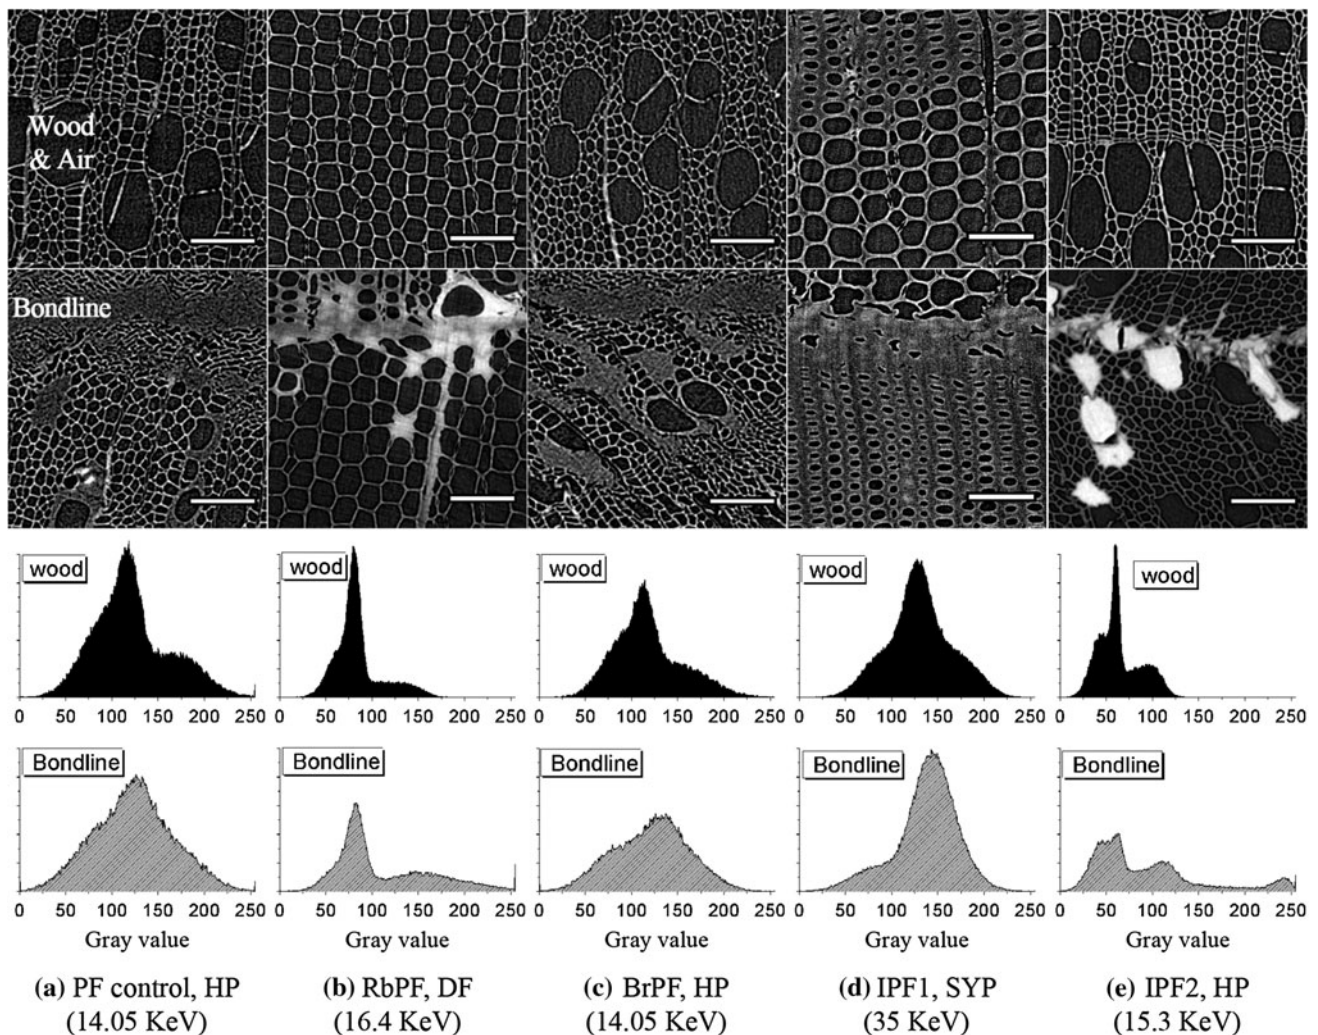 Wood
& Air
Bondline
wood wood wood wood wood
0 50 100 150 200 250 0 50 100 150 200 250 0 50 100 150 200 250 0 50 100 150 200 250 0 50 100 150 200 250
Bondline Bondline Bondline Bondline Bondline
0 50 100 150 200 250 0 50 100 150 200 250 0 50 100 150 200 250 0 50 100 150 200 250 0 50 100 150 200 250
Gray value Gray value Gray value Gray value Gray value
(a) PF control, HP (b) RbPF, DF (c) BrPF, HP (d) IPF1, SYP (e) IPF2, HP
(14.05 KeV) (16.4 KeV) (14.05 KeV) (35 KeV) (15.3 KeV)